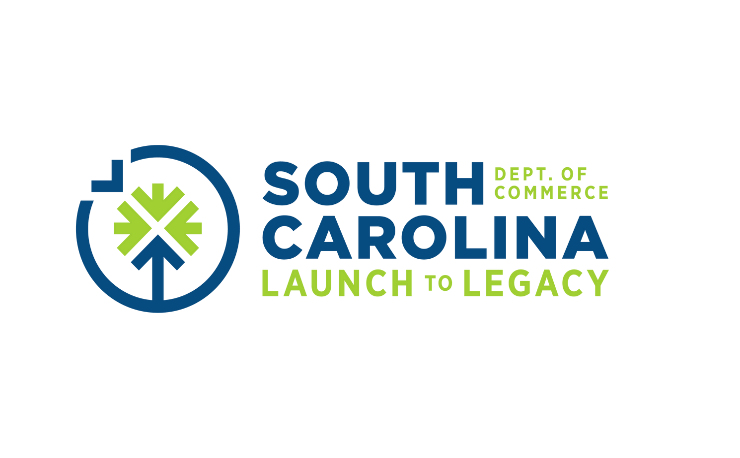 SOUTH DEPT. OF COMMERCE
CAROLINA
LAUNCH TO LEGACY